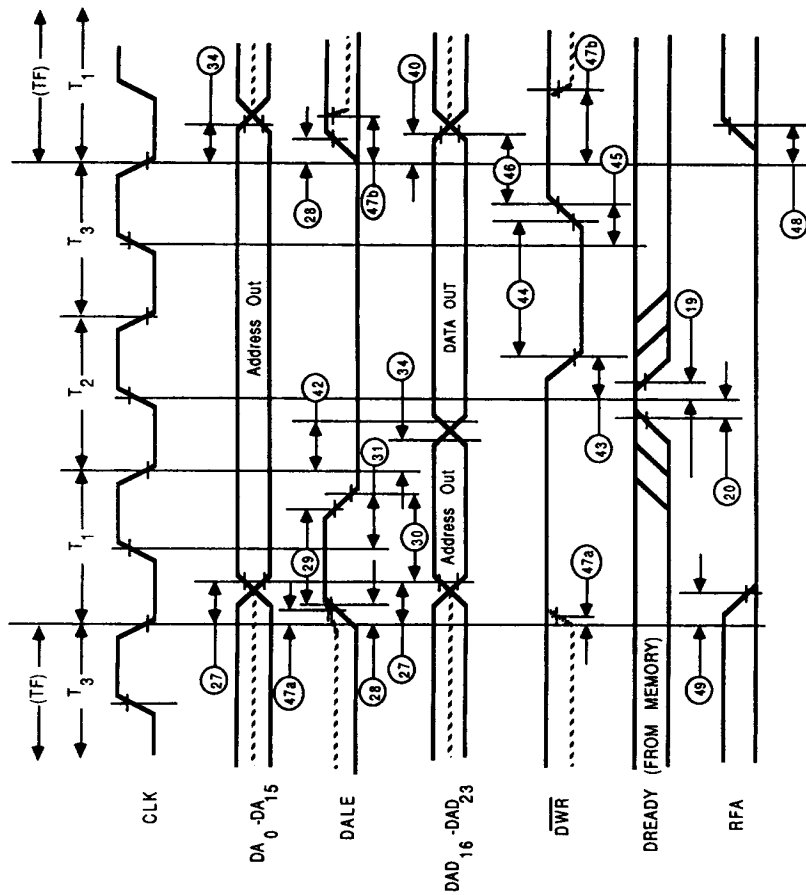 (TF)
(TF)
T3
T1
T2
T3
T1
CLK
DA0-DA15
Address Out
27
34
DALE
47a
28
29
30
31
42
28
47b
DAD16-DAD23
Address Out
DATA OUT
27
34
46
40
DWR
47a
43
44
45
47b
DREADY (FROM MEMORY)
20
19
RFA
49
48